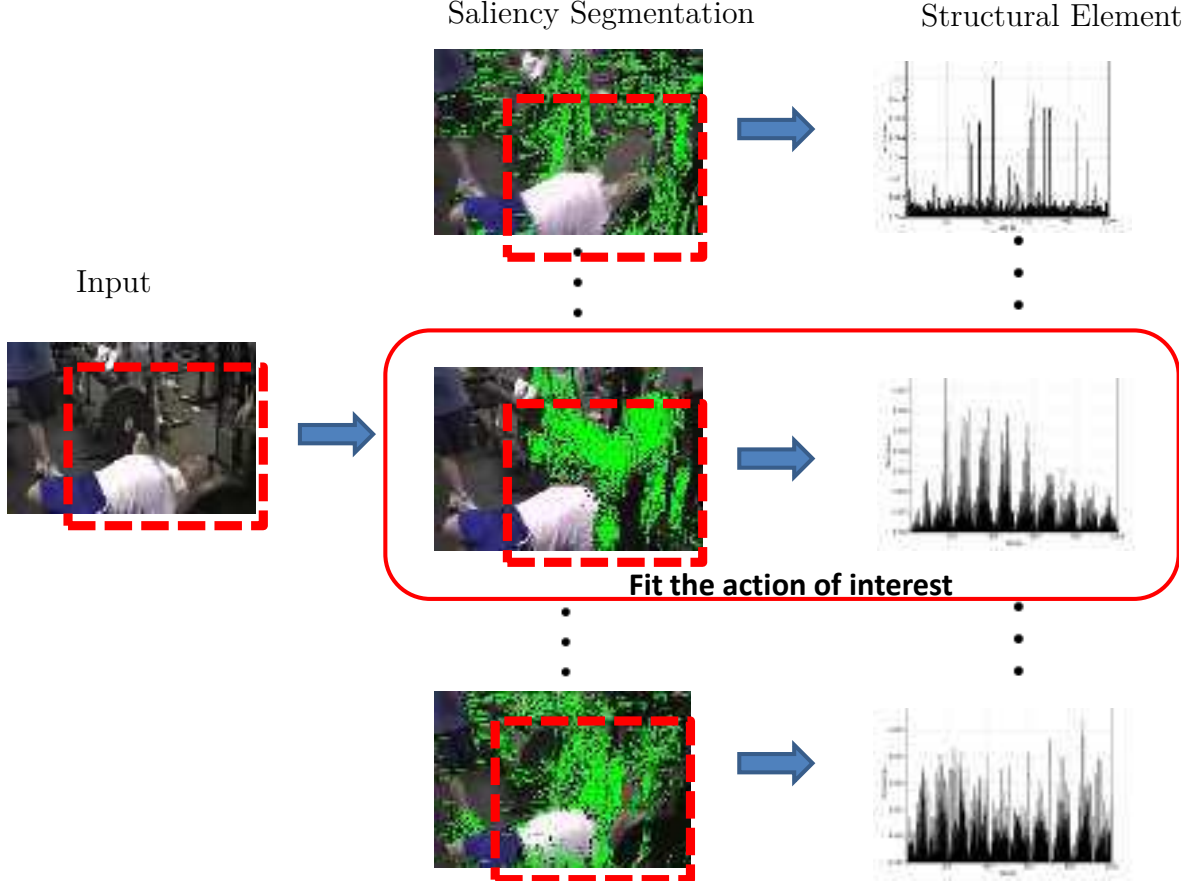 Saliency Segmentation
Structural Element
Input
Fit the action of interest